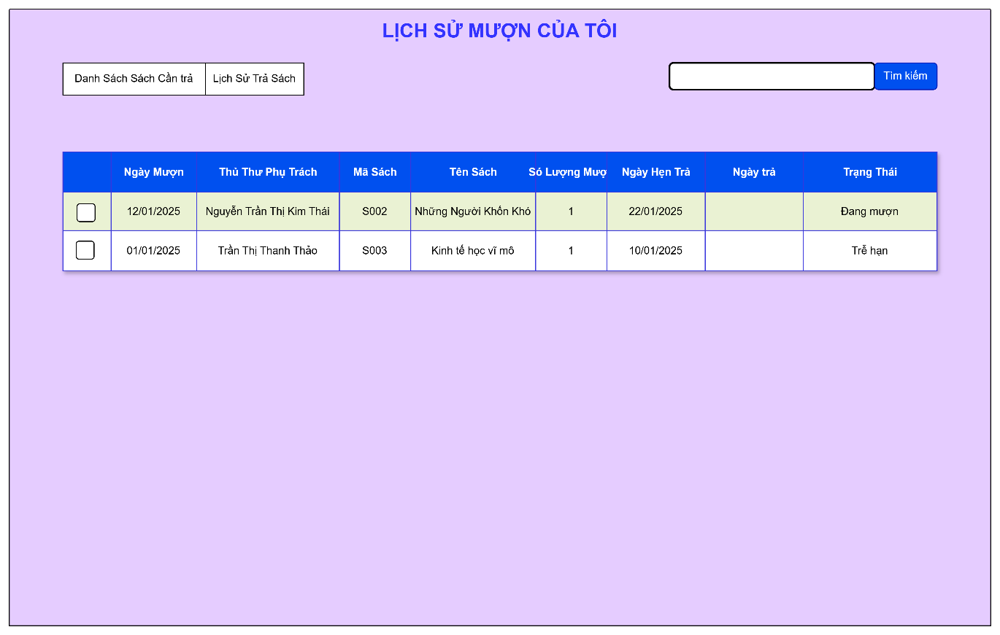 LỊCH SỬ MƯỢN CỦA TÔI
Danh Sách Sách Cần trả Lịch Sử Trả Sách Tìm kiếm
Ngày Mượn Thủ Thư Phụ Trách Mã Sách Tên Sách Só Lượng Mượ Ngày Hẹn Trả Ngày trả Trạng Thái
12/01/2025 Nguyễn Trần Thị Kim Thái S002 Những Người Khốn Khó 1 22/01/2025 Đang mượn
01/01/2025 Trần Thị Thanh Thảo S003 Kinh tế học vĩ mô 1 10/01/2025 Trễ hạn